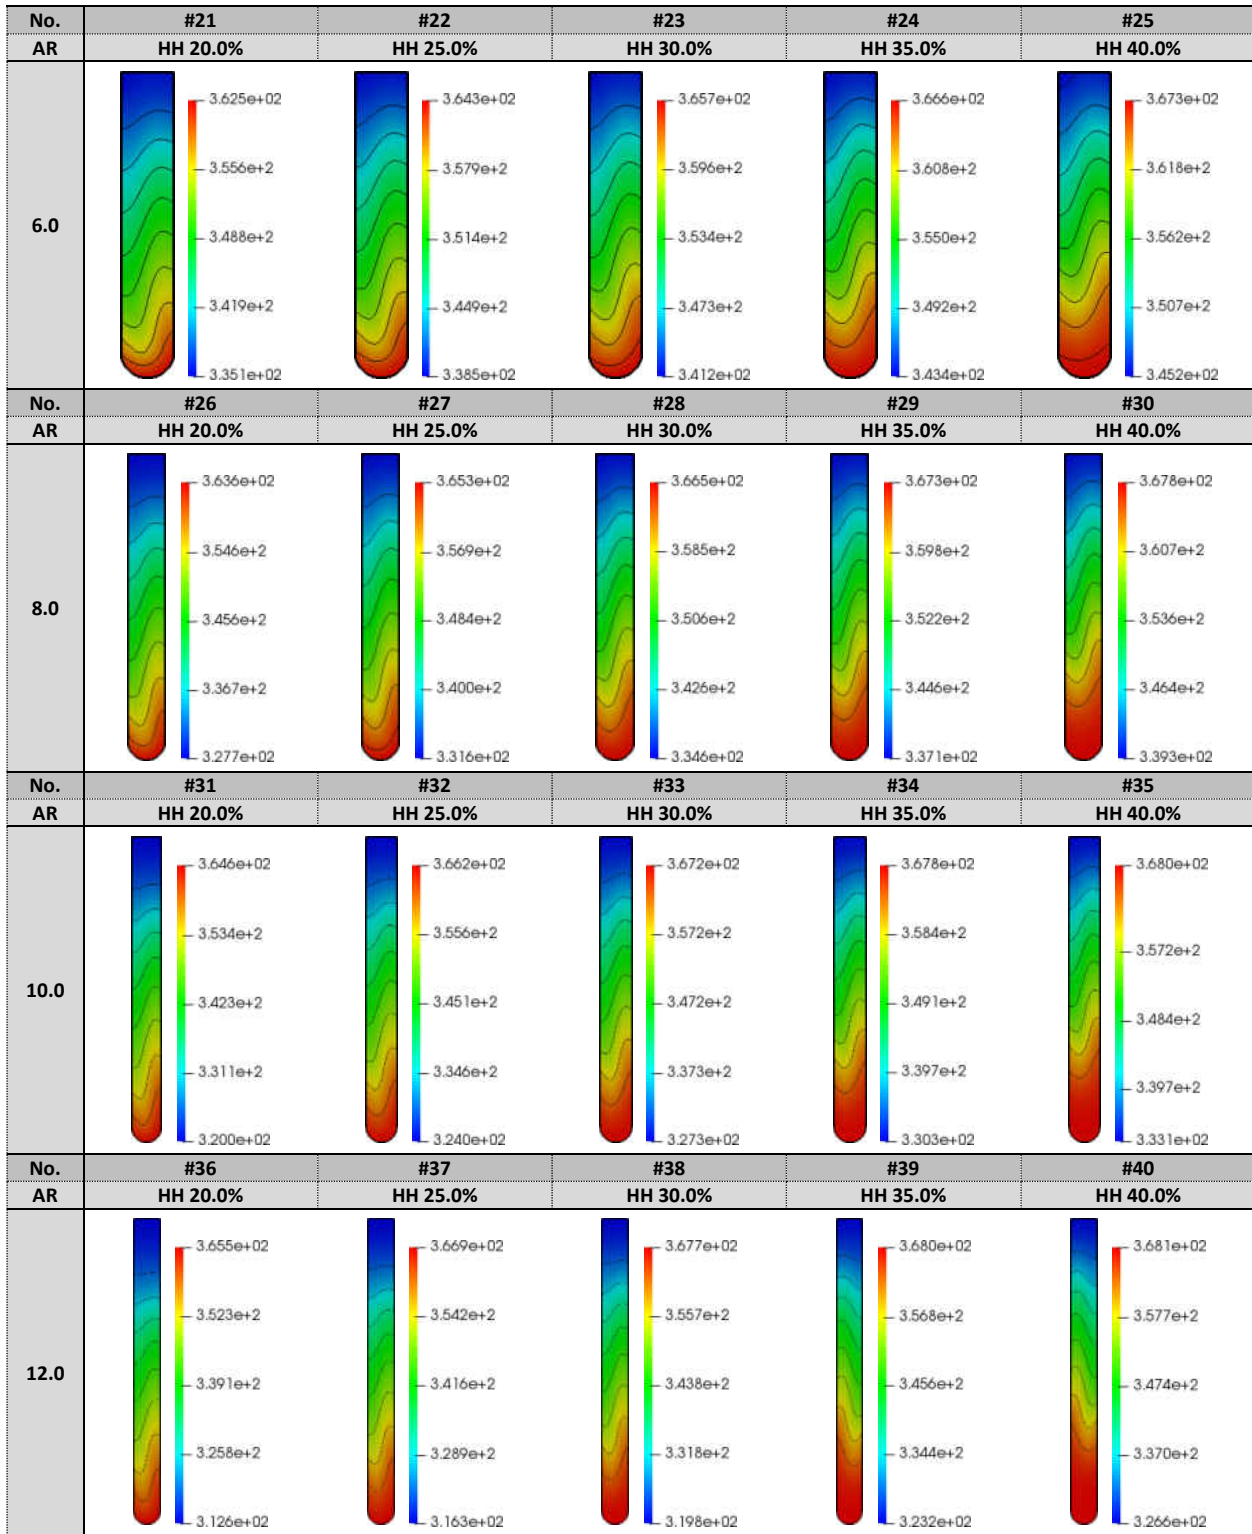 No. #21 #22 #23 #24 #25
AR HH 20.0% HH 25.0% HH 30.0% HH 35.0% HH 40.0%
6.0
3.625e+02 3.643e+02 3.657e+02 3.666e+02 3.673e+02
3.556e+2 3.579e+2 3.596e+2 3.608e+2 3.618e+2
3.488e+2 3.514e+2 3.534e+2 3.550e+2 3.562e+2
3.419e+2 3.449e+2 3.473e+2 3.492e+2 3.507e+2
3.351e+02 3.385e+02 3.412e+02 3.434e+02 3.452e+02
No. #26 #27 #28 #29 #30
AR HH 20.0% HH 25.0% HH 30.0% HH 35.0% HH 40.0%
8.0
3.636e+02 3.653e+02 3.665e+02 3.673e+02 3.678e+02
3.546e+2 3.569e+2 3.585e+2 3.598e+2 3.607e+2
3.456e+2 3.484e+2 3.506e+2 3.522e+2 3.536e+2
3.367e+2 3.400e+2 3.426e+2 3.446e+2 3.464e+2
3.277e+02 3.316e+02 3.346e+02 3.371e+02 3.393e+02
No. #31 #32 #33 #34 #35
AR HH 20.0% HH 25.0% HH 30.0% HH 35.0% HH 40.0%
10.0
3.646e+02 3.662e+02 3.672e+02 3.678e+02 3.680e+02
3.534e+2 3.556e+2 3.572e+2 3.584e+2 3.572e+2
3.423e+2 3.451e+2 3.472e+2 3.491e+2 3.484e+2
3.311e+2 3.346e+2 3.373e+2 3.397e+2 3.397e+2
3.200e+02 3.240e+02 3.273e+02 3.303e+02 3.331e+02
No. #36 #37 #38 #39 #40
AR HH 20.0% HH 25.0% HH 30.0% HH 35.0% HH 40.0%
12.0
3.655e+02 3.669e+02 3.677e+02 3.680e+02 3.681e+02
3.523e+2 3.542e+2 3.557e+2 3.568e+2 3.577e+2
3.391e+2 3.416e+2 3.438e+2 3.456e+2 3.474e+2
3.258e+2 3.289e+2 3.318e+2 3.344e+2 3.370e+2
3.126e+02 3.163e+02 3.198e+02 3.232e+02 3.266e+02